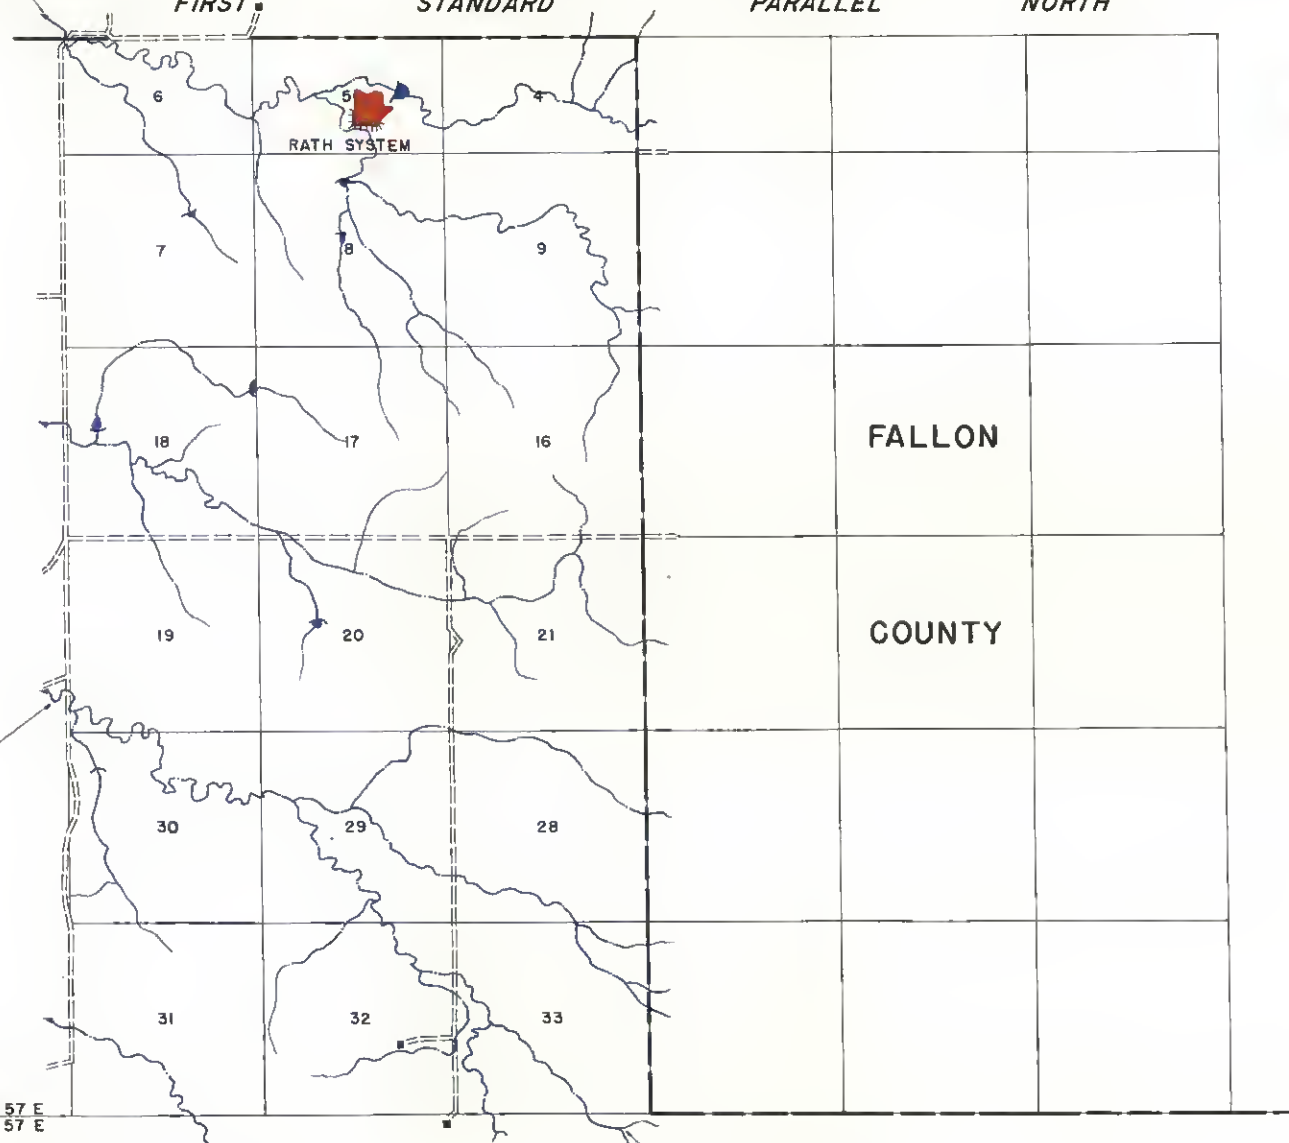 FIRST STANDARD PARALLEL NORTH
6 5 4
RATH SYSTEM
7 8 9
18 17 16 FALLON
19 20 21 COUNTY
30 29 28
31 32 33
57 E
57 E